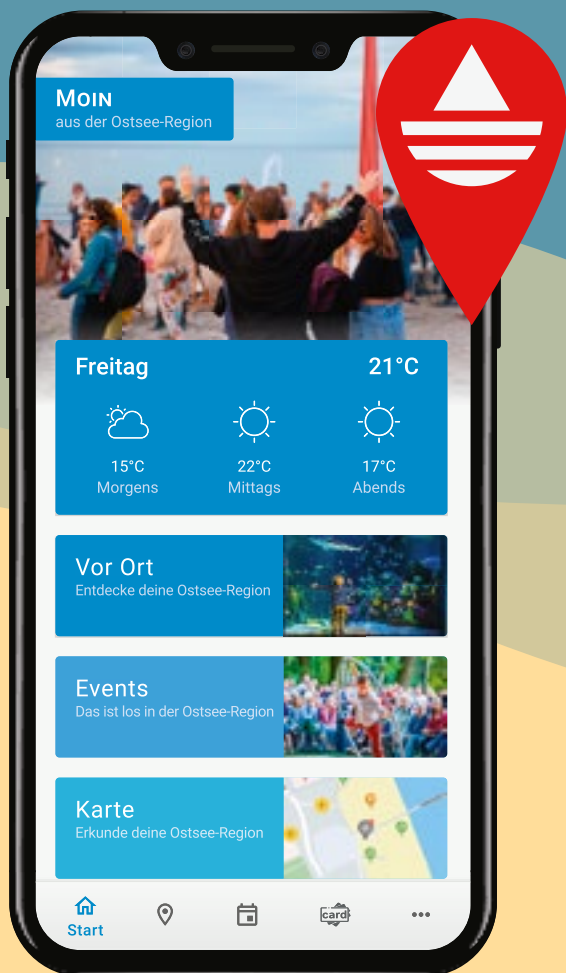 MOIN
aus der Ostsee-Region
Freitag
21°C
15°C
22°C
17°C
Morgens
Mittags
Abends
Vor Ort
Entdecke deine Ostsee-Region
Events
Das ist los in der Ostsee-Region
Karte
Erkunde deine Ostsee-Region
card
Start